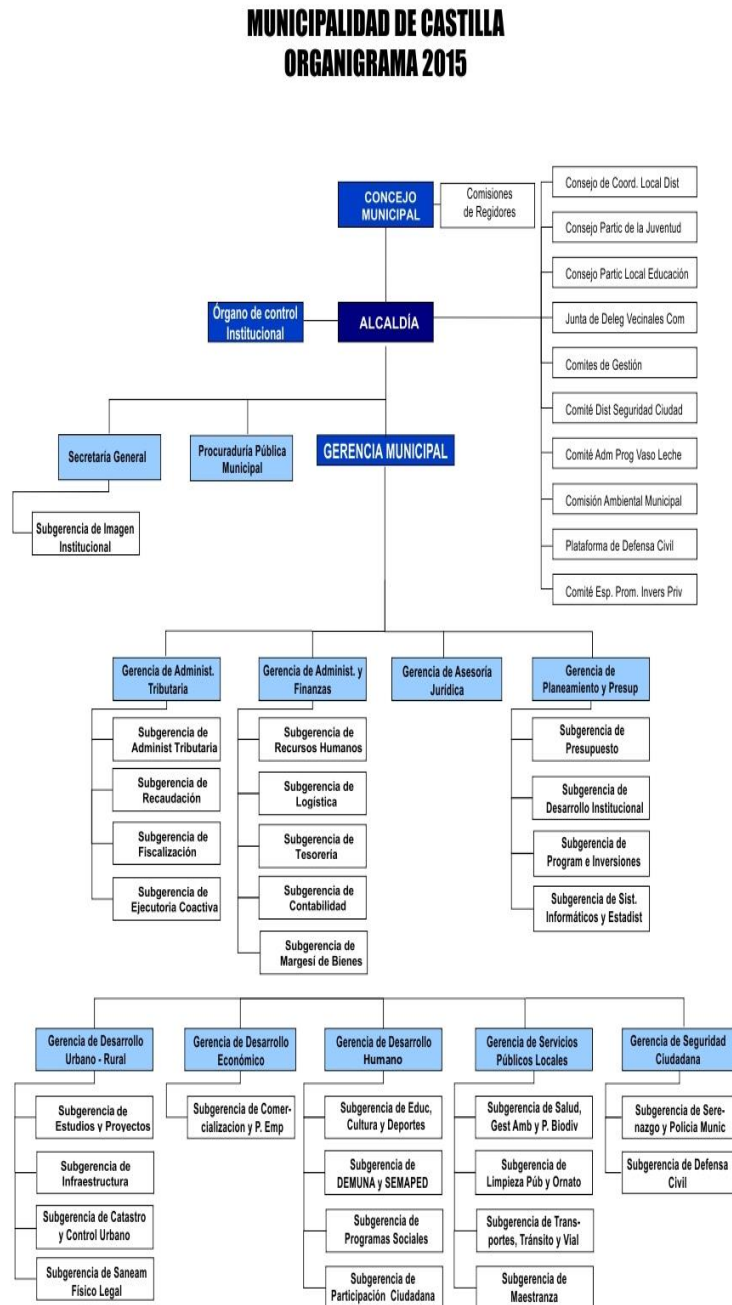 MUNICIPALIDAD DE CASTILLA
ORGANIGRAMA 2015
CONCEJO
MUNICIPAL
Comisiones
de Regidores
Consejo de Coord. Local Dist
Consejo Partic de la Juventud
Consejo Partic Local Educación
Órgano de control
Institucional
ALCALDÍA
Junta de Deleg Vecinales Com
Comites de Gestión
Comité Dist Seguridad Ciudad
Comité Adm Prog Vaso Leche
Comisión Ambiental Municipal
Plataforma de Defensa Civil
Comité Esp. Prom. Invers Priv
Secretaría General
Procuraduría Pública
Municipal
GERENCIA MUNICIPAL
Subgerencia de Imagen
Institucional
Gerencia de Administ.
Tributaria
Subgerencia de
Administ Tributaria
Subgerencia de
Recaudación
Subgerencia de
Fiscalización
Subgerencia de
Ejecutoria Coactiva
Gerencia de Administ. y
Finanzas
Subgerencia de
Recursos Humanos
Subgerencia de
Logística
Subgerencia de
Tesorería
Subgerencia de
Contabilidad
Subgerencia de
Margesí de Bienes
Gerencia de Asesoría
Jurídica
Gerencia de
Planeamiento y Presup
Subgerencia de
Presupuesto
Subgerencia de
Desarrollo Institucional
Subgerencia de
Program e Inversiones
Subgerencia de Sist.
Informáticos y Estadist
Gerencia de Desarrollo
Urbano - Rural
Subgerencia de
Estudios y Proyectos
Subgerencia de
Infraestructura
Subgerencia de Catastro
y Control Urbano
Subgerencia de Saneam
Físico Legal
Gerencia de Desarrollo
Económico
Subgerencia de Comer-
cializacion y P. Emp
Gerencia de Desarrollo
Humano
Subgerencia de Educ,
Cultura y Deportes
Subgerencia de
DEMUNA y SEMAPED
Subgerencia de
Programas Sociales
Subgerencia de
Participación Ciudadana
Gerencia de Servicios
Públicos Locales
Subgerencia de Salud,
Gest Amb y P. Biodiv
Subgerencia de
Limpieza Púb y Ornato
Subgerencia de Trans-
portes, Tránsito y Vial
Subgerencia de
Maestranza
Gerencia de Seguridad
Ciudadana
Subgerencia de Sere-
nazgo y Policia Munic
Subgerencia de Defensa
Civil